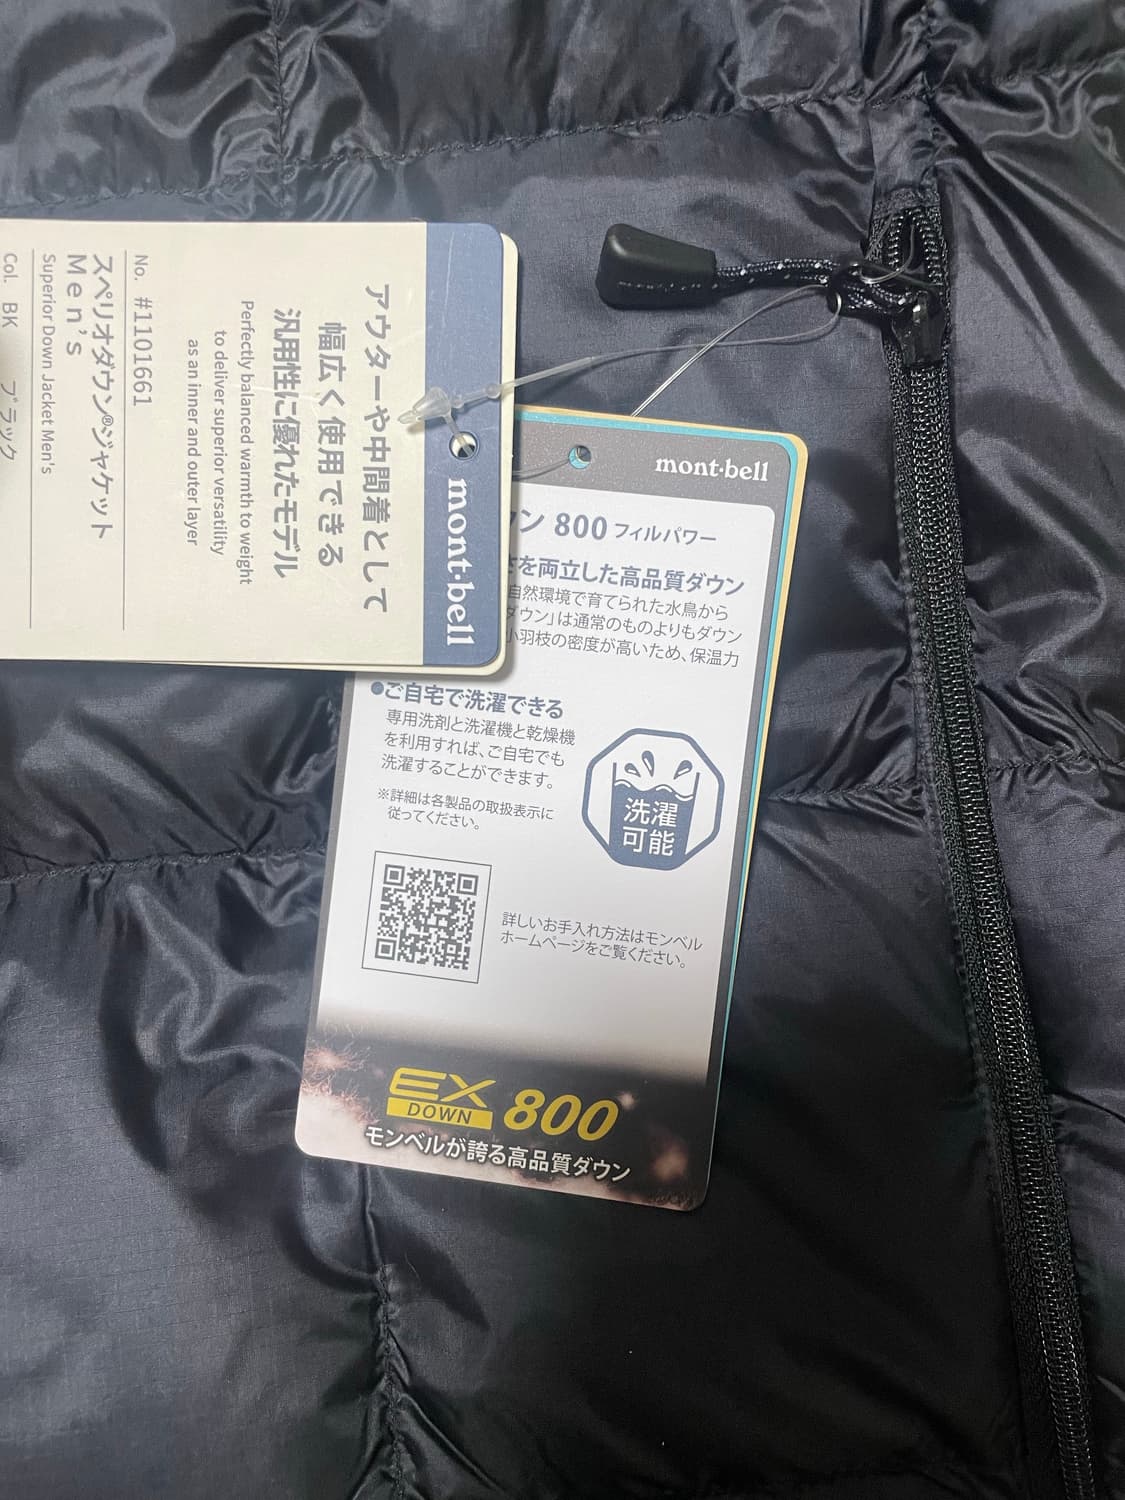 mont·bell
アウターや中間着として
幅広く使用できる
汎用性に優れたモデル
Perfectly balanced warmth to weight
to deliver superior versatility
as an inner and outer layer
No. #1101661
スペリオダウン®ジャケット
Men's
Superior Down Jacket Men's
Col. BK ブラック
mont·bell
ン 800 フィルパワー
さを両立した高品質ダウン
自然環境で育てられた水鳥から
ダウン」は通常のものよりもダウン
小羽枝の密度が高いため、保温力
●ご自宅で洗濯できる
専用洗剤と洗濯機と乾燥機
を利用すれば、ご自宅でも
洗濯することができます。
※詳細は各製品の取扱表示に
従ってください。
洗濯
可能
詳しいお手入れ方法はモンベル
ホームページをご覧ください。
EX
DOWN
800
モンベルが誇る高品質ダウン